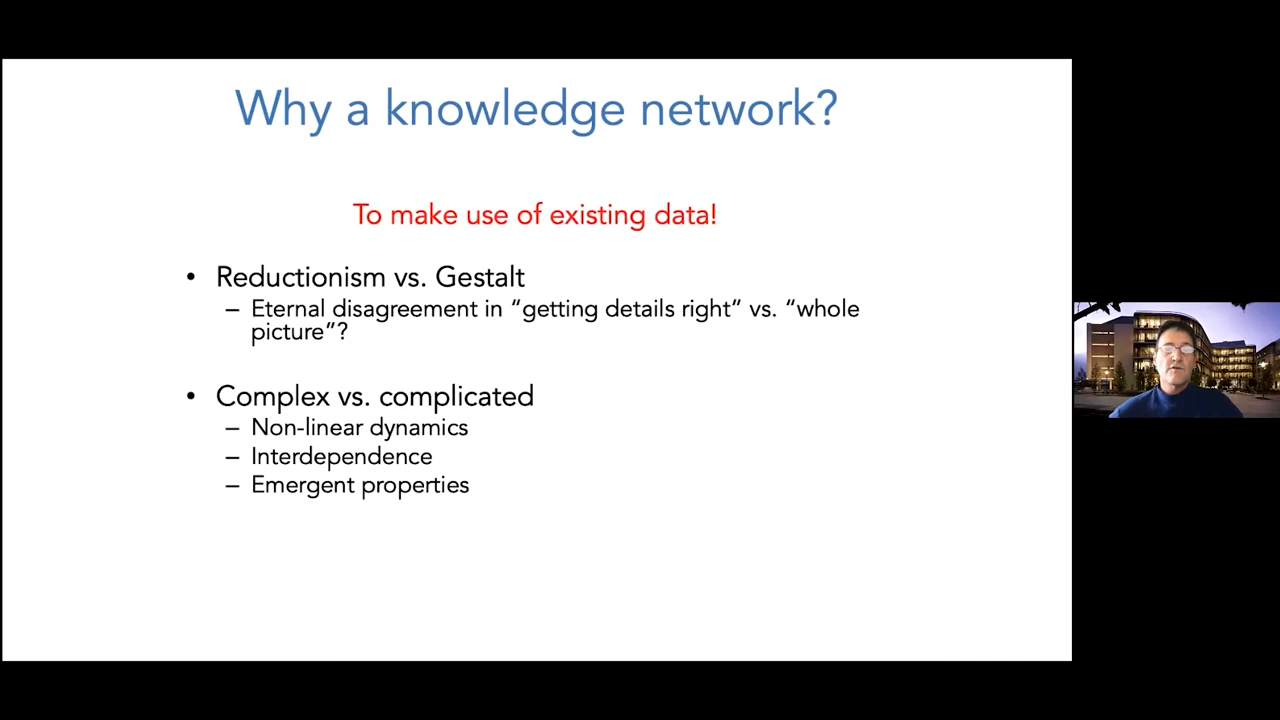 Why a knowledge network?
To make use of existing data!
• Reductionism vs. Gestalt
– Eternal disagreement in “getting details right” vs. “whole
picture”?
• Complex vs. complicated
– Non-linear dynamics
– Interdependence
– Emergent properties